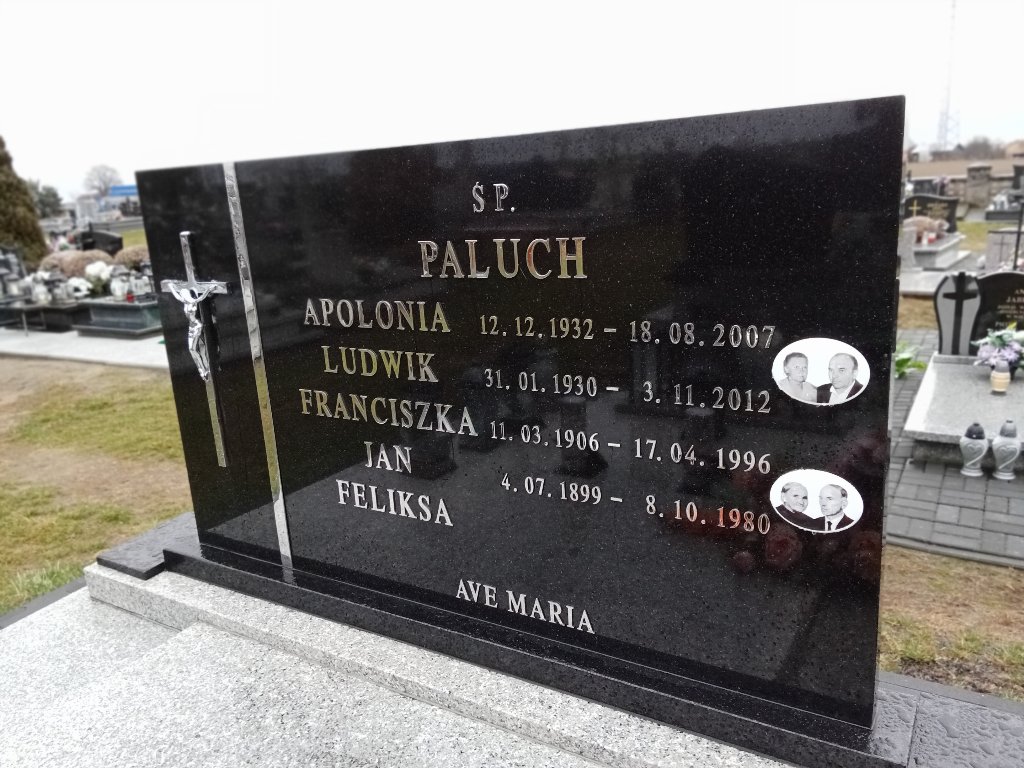 Ś P.
PALUCH
APOLONIA 12.12.1932 – 18.08.2007
LUDWIK 31.01.1930 – 3.11.2012
FRANCISZKA 11.03.1906 – 17.04.1996
JAN 4.07.1899 – 8.10.1980
FELIKSA
AVE MARIA